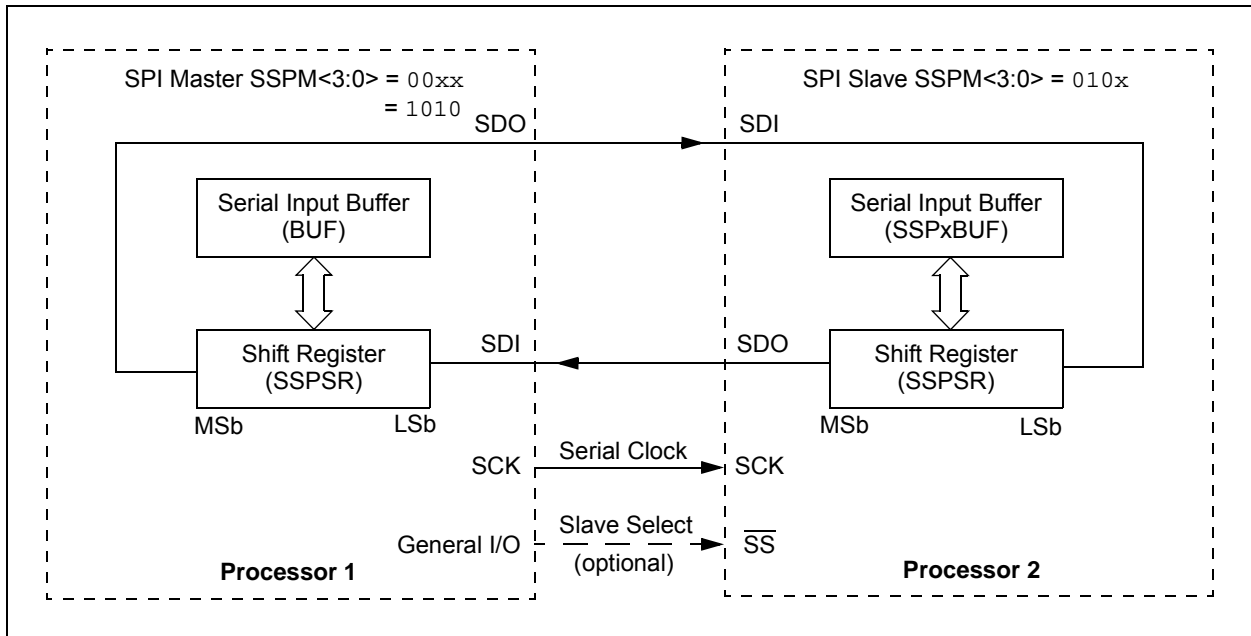 SPI Master SSPM<3:0> = 00xx
= 1010
SDO
Serial Input Buffer
(BUF)
Shift Register
(SSPSR)
MSb
LSb
SDI
SCK
General I/O
Processor 1
Serial Clock
Slave Select
(optional)
SPI Slave SSPM<3:0> = 010x
SDI
Serial Input Buffer
(SSPxBUF)
SDO
Shift Register
(SSPSR)
MSb
LSb
SCK
SS
Processor 2